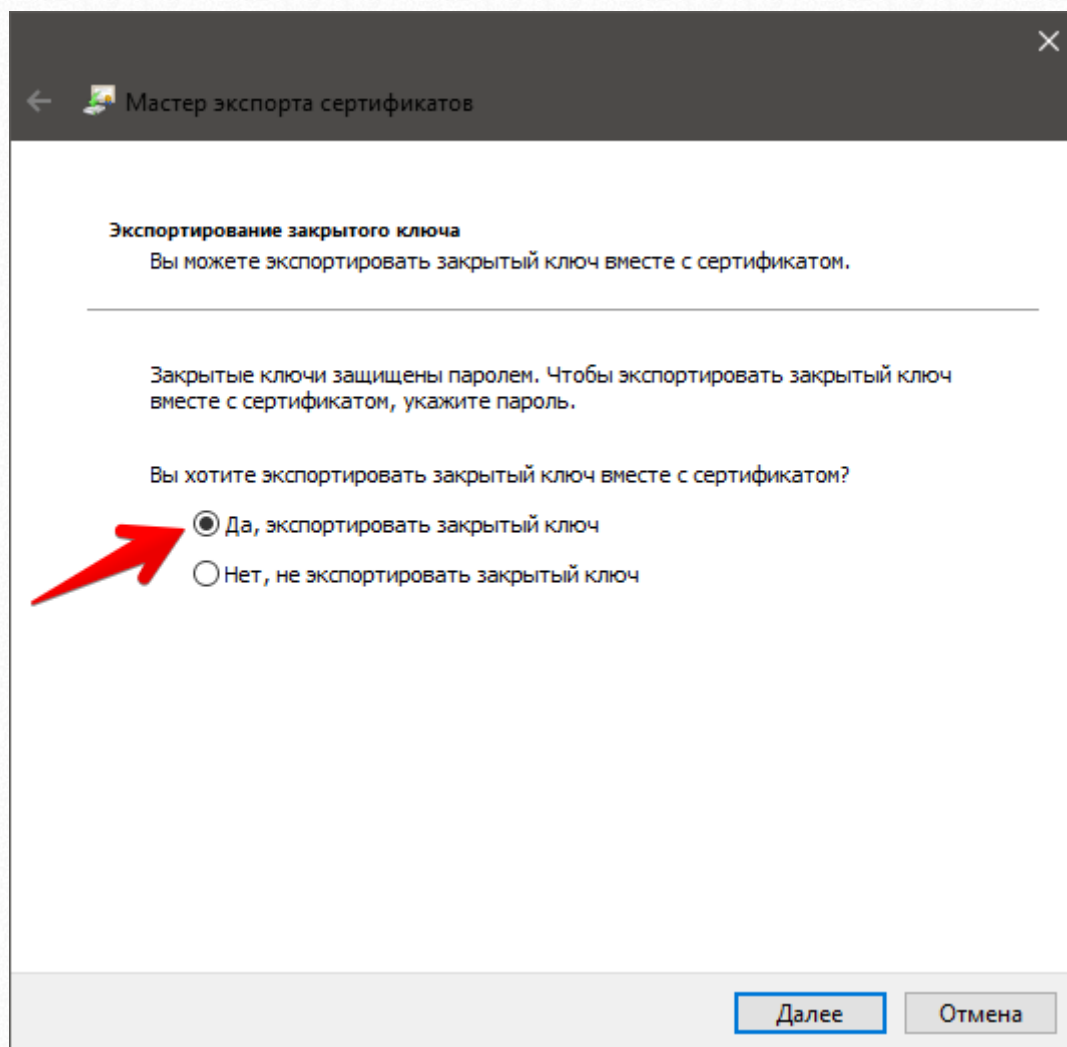 Мастер экспорта сертификатов
Экспортирование закрытого ключа
Вы можете экспортировать закрытый ключ вместе с сертификатом.
Закрытые ключи защищены паролем. Чтобы экспортировать закрытый ключ
вместе с сертификатом, укажите пароль.
Вы хотите экспортировать закрытый ключ вместе с сертификатом?
Да, экспортировать закрытый ключ
Нет, не экспортировать закрытый ключ
Далее Отмена